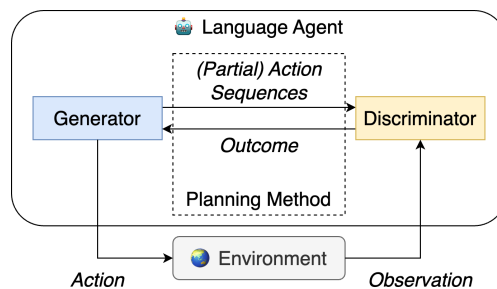 Language Agent
(Partial) Action
Sequences
Generator
Discriminator
Outcome
Planning Method
Environment
Action
Observation